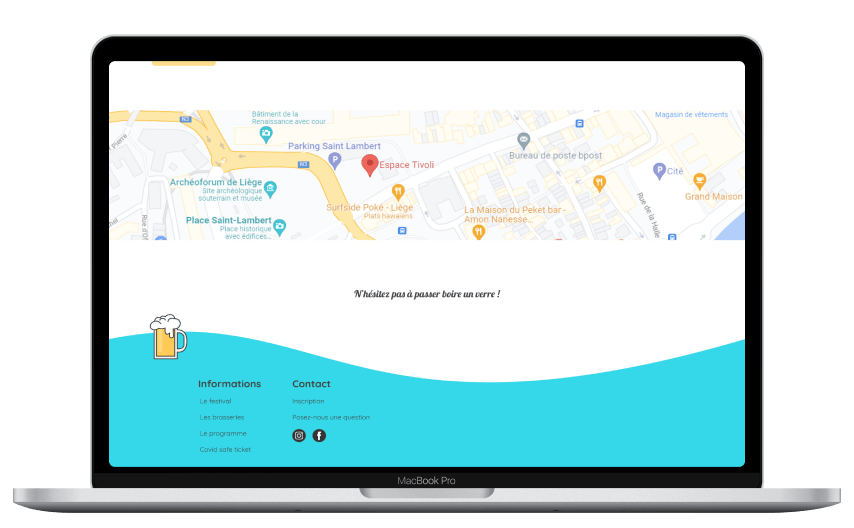 N3
Bâtiment de la
Renaissance avec cour...
Magasin de vêtements
Parking Saint Lambert
Bureau de poste bpost
N3
Espace Tivoli
Cité
Archéoforum de Liège
Site archéologique
souterrain et musée
Grand Maison
Surfside Poké - Liège
Plats hawaïens
La Maison du Peket bar -
Amon Nanesse...
Rue de la Halle
Place Saint-Lambert
Place historique
avec édifices...
N'hésitez pas à passer boire un verre !
Informations
Le festival
Les brasseries
Le programme
Covid safe ticket
Contact
Inscription
Posez-nous une question
MacBook Pro